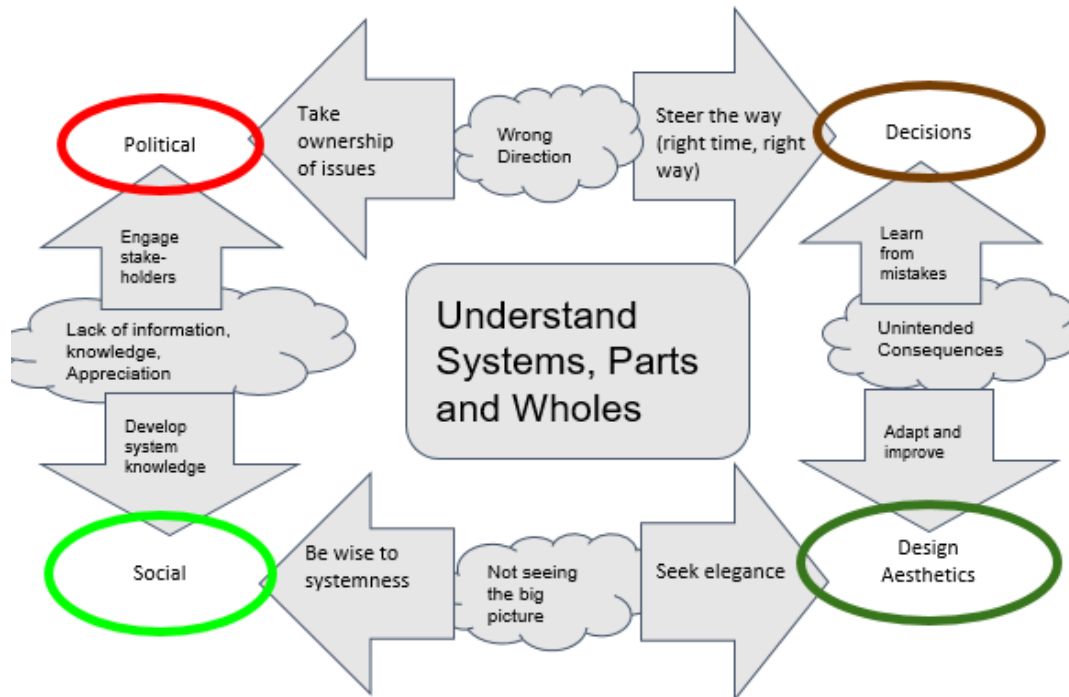 Political
Take
ownership
of issues
Wrong
Direction
Steer the way
(right time, right
way)
Decisions
Engage
stake-
holders
Learn
from
mistakes
Lack of information,
knowledge,
Appreciation
Understand
Systems, Parts
and Wholes
Unintended
Consequences
Develop
system
knowledge
Adapt and
improve
Social
Be wise to
systemness
Not seeing
the big
picture
Seek elegance
Design
Aesthetics